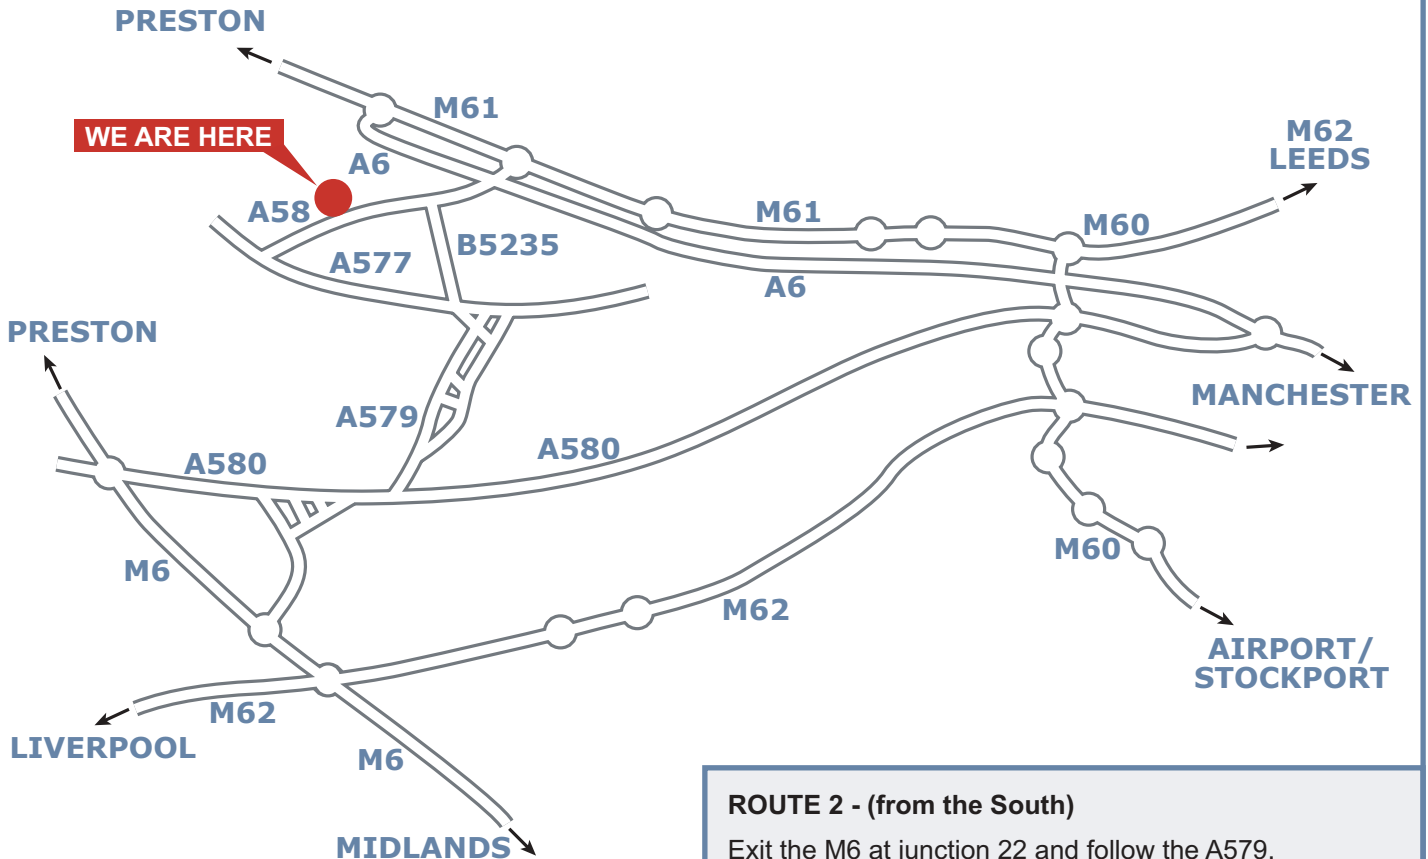 PRESTON
M61
WE ARE HERE
A6
M62
LEEDS
A58
M61
M60
A577
B5235
A6
PRESTON
MANCHESTER
A579
A580
A580
M6
M60
M62
AIRPORT/
STOCKPORT
M62
LIVERPOOL
M6
MIDLANDS
ROUTE 2 - (from the South)
Exit the M6 at junction 22 and follow the A579.